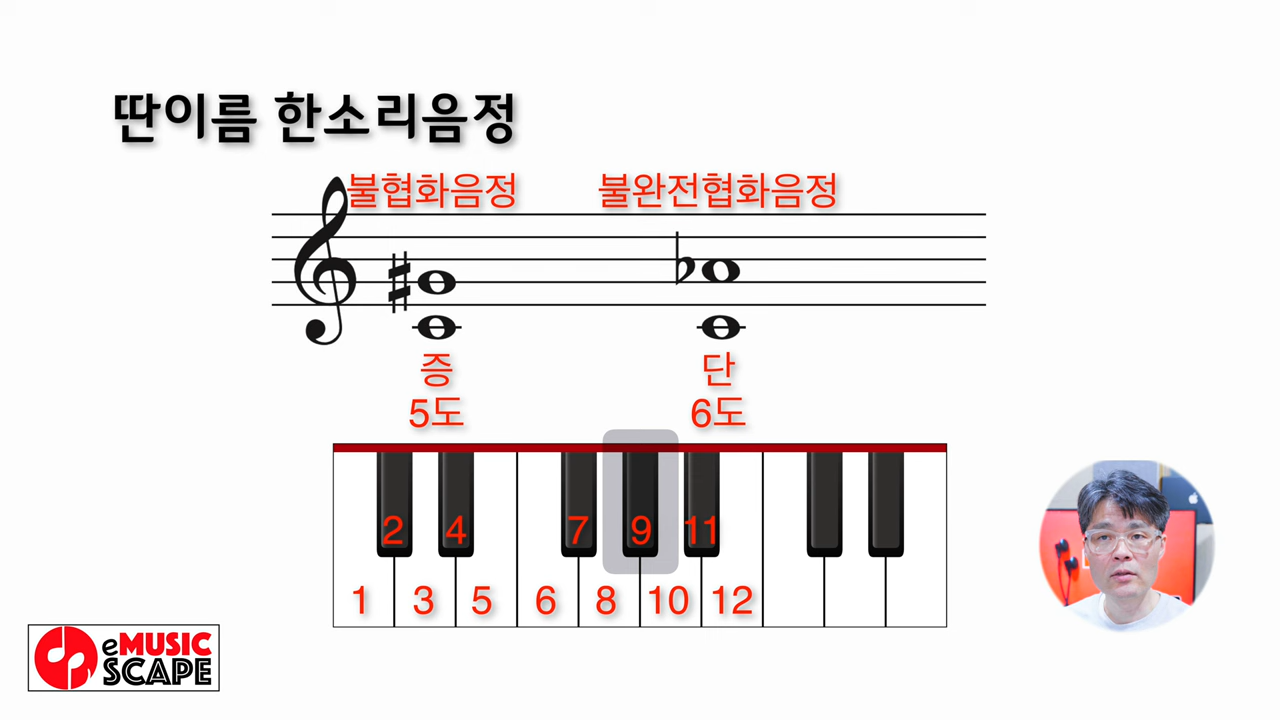 딴이름 한소리음정
불협화음정 불완전협화음정
증 단
5도 6도
2 4 7 9 11
1 3 5 6 8 10 12
eMUSIC
SCAPE